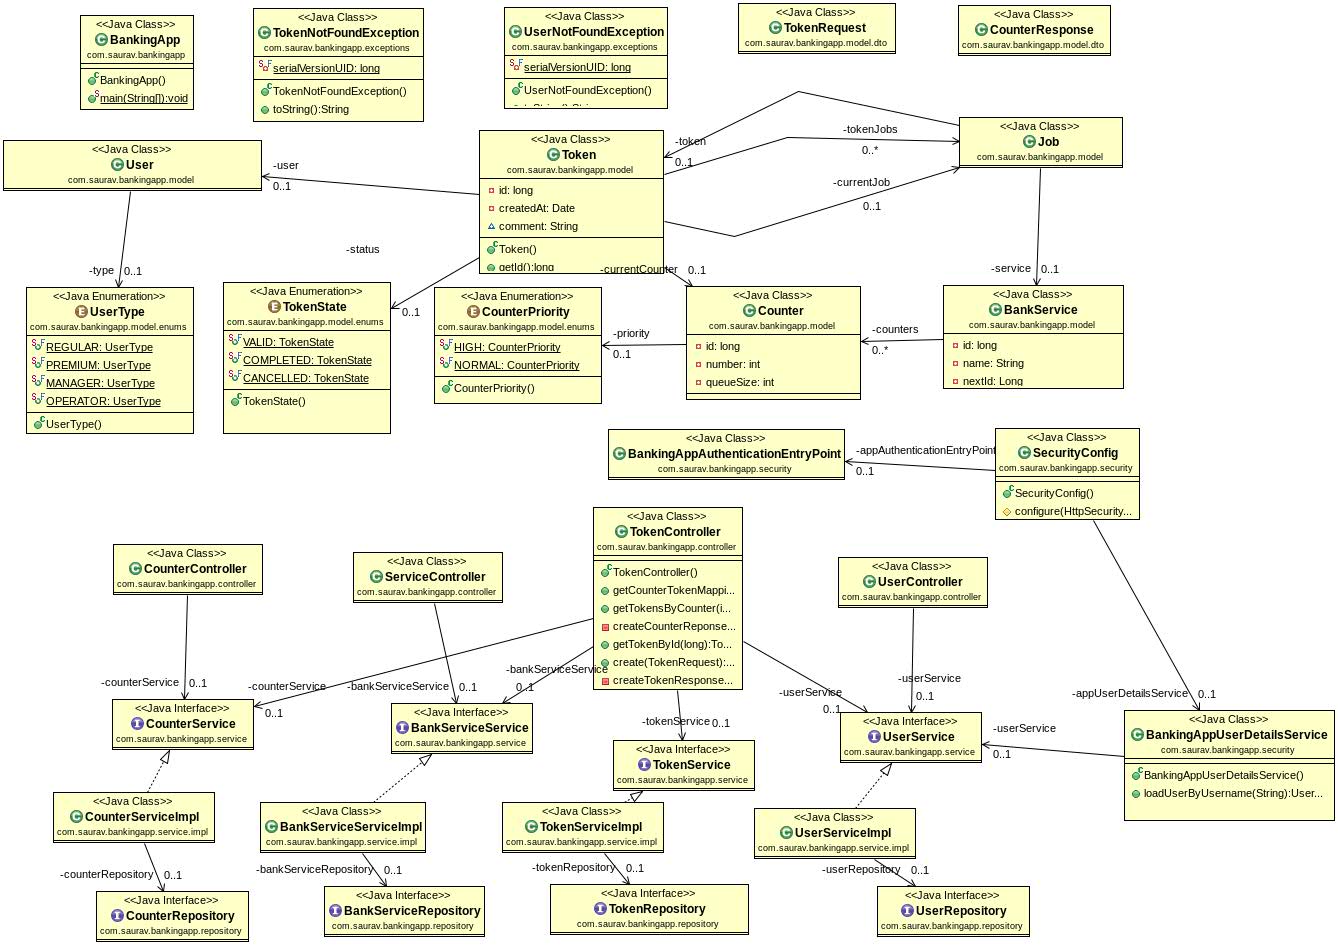 <<Java Class>>
BankingApp
com.saurav.bankingapp
BankingApp()
main(String[]):void
<<Java Class>>
TokenNotFoundException
com.saurav.bankingapp.exceptions
serialVersionUID: long
TokenNotFoundException()
toString():String
<<Java Class>>
UserNotFoundException
com.saurav.bankingapp.exceptions
serialVersionUID: long
UserNotFoundException()
<<Java Class>>
TokenRequest
com.saurav.bankingapp.model.dto
<<Java Class>>
CounterResponse
com.saurav.bankingapp.model.dto
<<Java Class>>
User
com.saurav.bankingapp.model
-user
0..1
<<Java Class>>
Token
com.saurav.bankingapp.model
id: long
createdAt: Date
comment: String
Token()
getId():long
-token
0..1
-tokenJobs
0..*
-currentJob
0..1
<<Java Class>>
Job
com.saurav.bankingapp.model
-type
0..1
-status
0..1
-currentCounter
0..1
-service
0..1
<<Java Enumeration>>
UserType
com.saurav.bankingapp.model.enums
REGULAR: UserType
PREMIUM: UserType
MANAGER: UserType
OPERATOR: UserType
UserType()
<<Java Enumeration>>
TokenState
com.saurav.bankingapp.model.enums
VALID: TokenState
COMPLETED: TokenState
CANCELLED: TokenState
TokenState()
<<Java Enumeration>>
CounterPriority
com.saurav.bankingapp.model.enums
HIGH: CounterPriority
NORMAL: CounterPriority
CounterPriority()
-priority
0..1
<<Java Class>>
Counter
com.saurav.bankingapp.model
id: long
number: int
queueSize: int
-counters
0..*
<<Java Class>>
BankService
com.saurav.bankingapp.model
id: long
name: String
nextId: Long
<<Java Class>>
BankingAppAuthenticationEntryPoint
com.saurav.bankingapp.security
-appAuthenticationEntryPoint
0..1
<<Java Class>>
SecurityConfig
com.saurav.bankingapp.security
SecurityConfig()
configure(HttpSecurity...
<<Java Class>>
CounterController
com.saurav.bankingapp.controller
<<Java Class>>
ServiceController
com.saurav.bankingapp.controller
<<Java Class>>
TokenController
com.saurav.bankingapp.controller
TokenController()
getCounterTokenMappi...
getTokensByCounter(i...
createCounterReponse...
getTokenById(long):To...
create(TokenRequest):...
createTokenResponse...
<<Java Class>>
UserController
com.saurav.bankingapp.controller
-counterService
0..1
-counterService
0..1
-bankServiceService
0..1
-bankServiceService
0..1
-tokenService
0..1
-userService
0..1
-userService
0..1
-appUserDetailsService
0..1
<<Java Interface>>
CounterService
com.saurav.bankingapp.service
<<Java Interface>>
BankServiceService
com.saurav.bankingapp.service
<<Java Interface>>
TokenService
com.saurav.bankingapp.service
<<Java Interface>>
UserService
com.saurav.bankingapp.service
-userService
0..1
<<Java Class>>
BankingAppUserDetailsService
com.saurav.bankingapp.security
BankingAppUserDetailsService()
loadUserByUsername(String):User...
<<Java Class>>
CounterServiceImpl
com.saurav.bankingapp.service.impl
<<Java Class>>
BankServiceServiceImpl
com.saurav.bankingapp.service.impl
<<Java Class>>
TokenServiceImpl
com.saurav.bankingapp.service.impl
<<Java Class>>
UserServiceImpl
com.saurav.bankingapp.service.impl
-counterRepository
0..1
-bankServiceRepository
0..1
-tokenRepository
0..1
-userRepository
0..1
<<Java Interface>>
CounterRepository
com.saurav.bankingapp.repository
<<Java Interface>>
BankServiceRepository
com.saurav.bankingapp.repository
<<Java Interface>>
TokenRepository
com.saurav.bankingapp.repository
<<Java Interface>>
UserRepository
com.saurav.bankingapp.repository